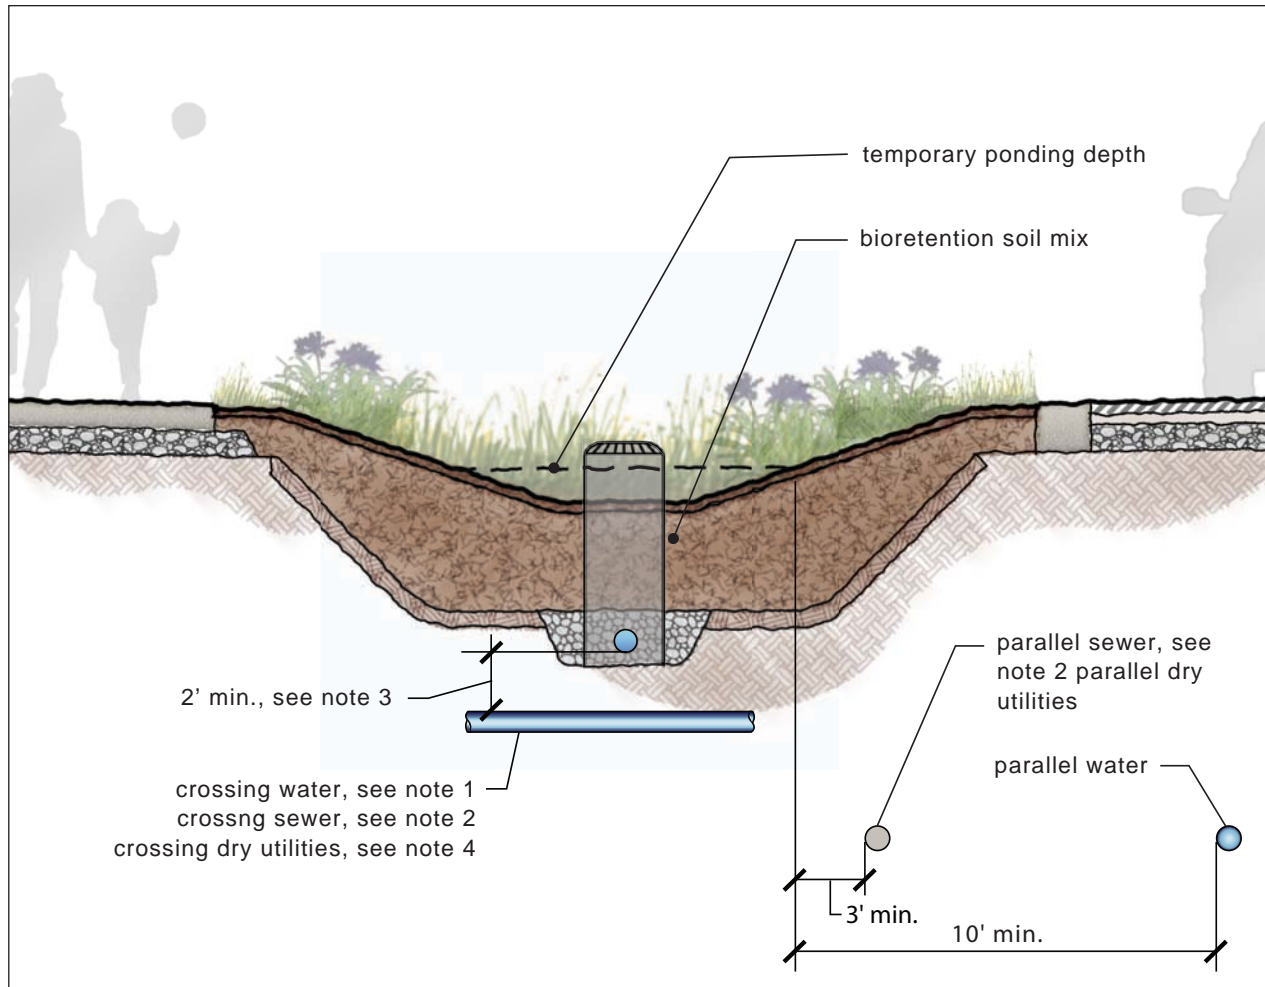 temporary ponding depth
bioretention soil mix
parallel sewer, see
note 2 parallel dry
utilities
2’ min., see note 3
parallel water
crossing water, see note 1
crossng sewer, see note 2
crossing dry utilities, see note 4
3' min.
10' min.